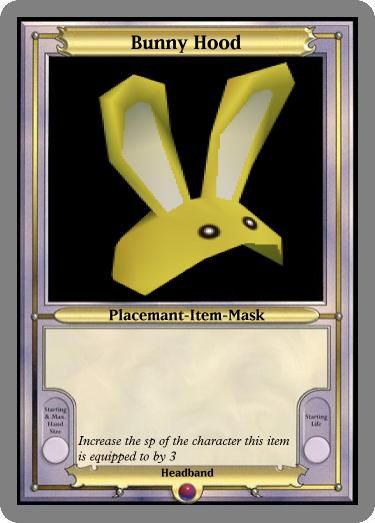 Bunny Hood
Placemant-Item-Mask
Starting
& Max.
Hand
Size
Starting
Life
Increase the sp of the character this item
is equipped to by 3
Headband